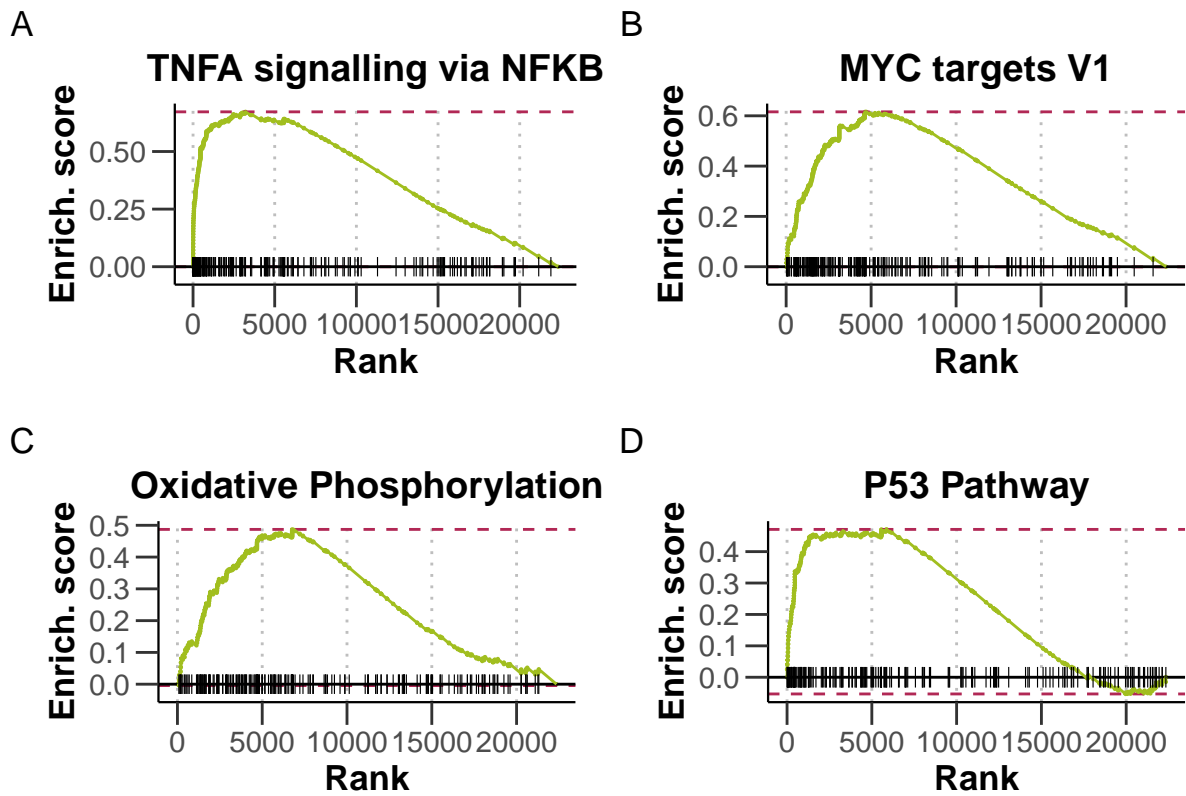 A
TNFA signalling via NFKB
Enrich. score
0.50
0.25
0.00
0 5000 10000 15000 20000
Rank
B
MYC targets V1
Enrich. score
0.6
0.4
0.2
0.0
0 5000 10000 15000 20000
Rank
C
Oxidative Phosphorylation
Enrich. score
0.5
0.4
0.3
0.2
0.1
0.0
0 5000 10000 15000 20000
Rank
D
P53 Pathway
Enrich. score
0.4
0.3
0.2
0.1
0.0
0 5000 10000 15000 20000
Rank